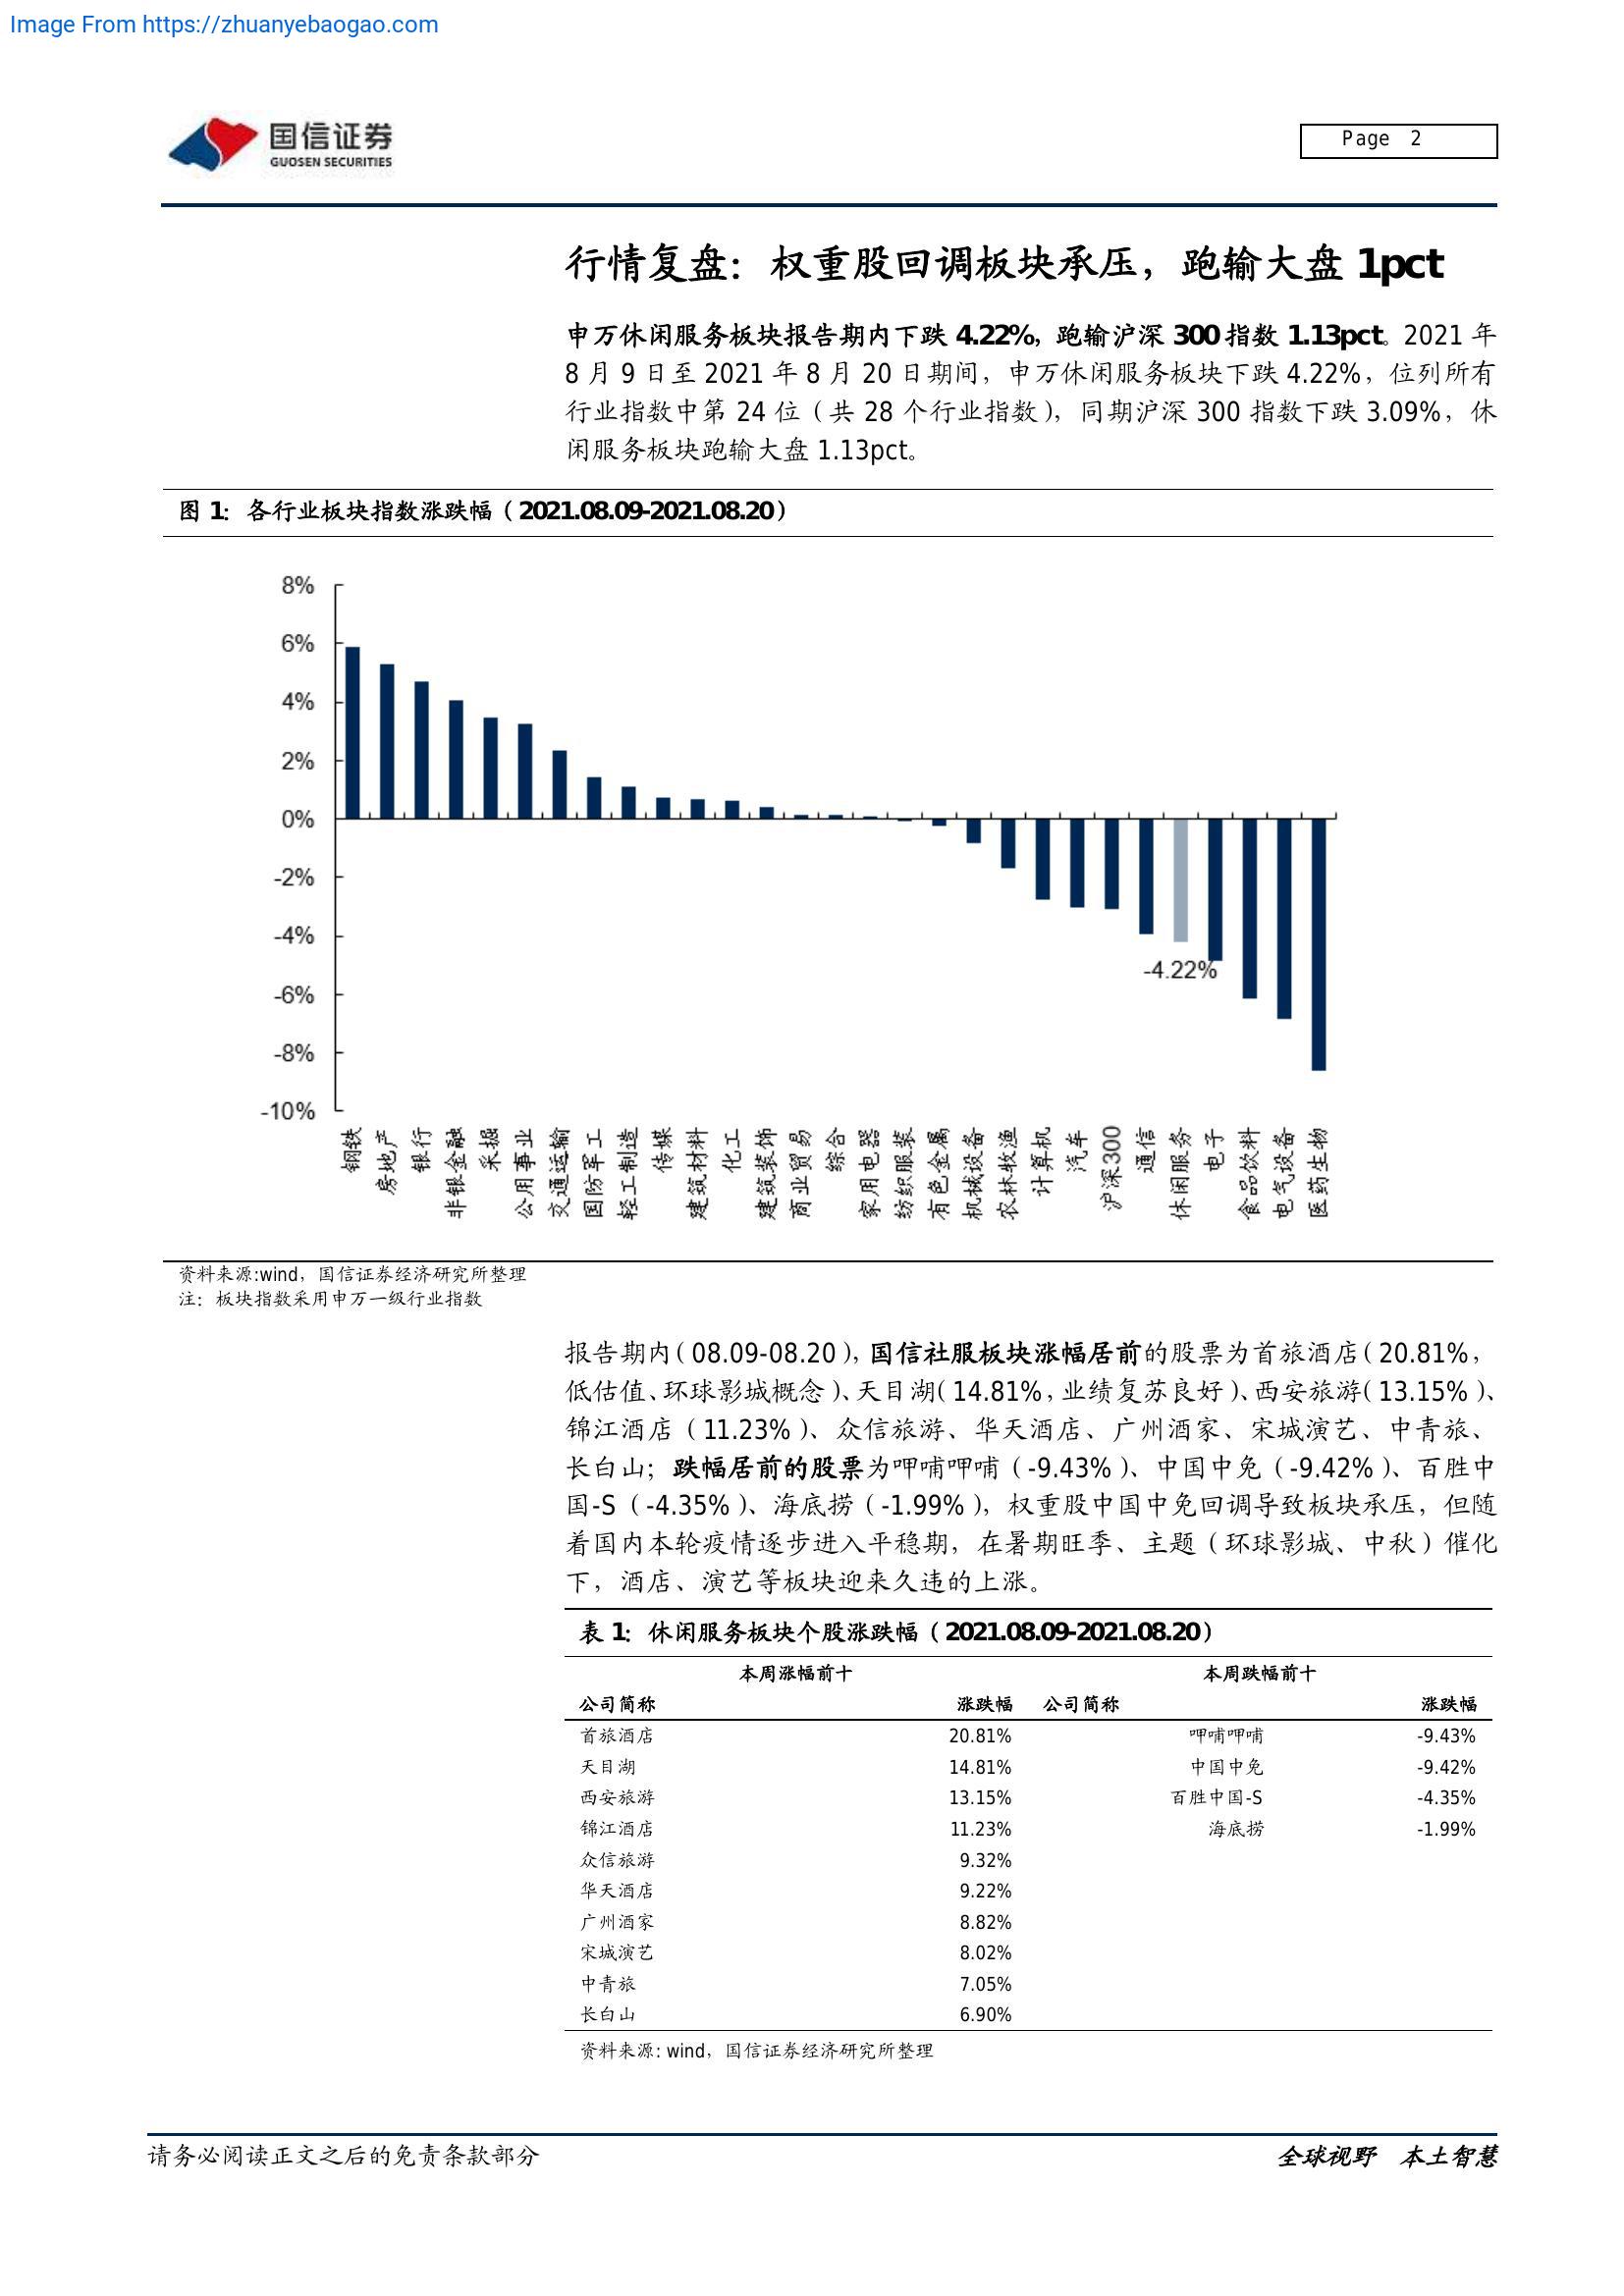 Image From https://zhuanyebaogao.com
国信证券
GUOSEN SECURITIES
Page 2
行情复盘：权重股回调板块承压，跑输大盘 1pct
申万休闲服务板块报告期内下跌 4.22%，跑输沪深 300 指数 1.13pct。2021 年
8 月 9 日至 2021 年 8 月 20 日期间，申万休闲服务板块下跌 4.22%，位列所有
行业指数中第 24 位（共 28 个行业指数），同期沪深 300 指数下跌 3.09%，休
闲服务板块跑输大盘 1.13pct。
图 1：各行业板块指数涨跌幅（2021.08.09-2021.08.20）
8%
6%
4%
2%
0%
-2%
-4%
-6%
-8%
-10%
-4.22%
钢铁
房地产
银行
非银金融
采掘
公用事业
交通运输
国防军工
轻工制造
传媒
建筑材料
化工
建筑装饰
商业贸易
综合
家用电器
纺织服装
有色金属
机械设备
农林牧渔
计算机
汽车
沪深300
通信
休闲服务
电子
食品饮料
电气设备
医药生物
资料来源:wind，国信证券经济研究所整理
注：板块指数采用申万一级行业指数
报告期内（08.09-08.20），国信社服板块涨幅居前的股票为首旅酒店（20.81%，
低估值、环球影城概念）、天目湖（14.81%，业绩复苏良好）、西安旅游（13.15%）、
锦江酒店（11.23%）、众信旅游、华天酒店、广州酒家、宋城演艺、中青旅、
长白山；跌幅居前的股票为呷哺呷哺（-9.43%）、中国中免（-9.42%）、百胜中
国-S（-4.35%）、海底捞（-1.99%），权重股中国中免回调导致板块承压，但随
着国内本轮疫情逐步进入平稳期，在暑期旺季、主题（环球影城、中秋）催化
下，酒店、演艺等板块迎来久违的上涨。
表 1：休闲服务板块个股涨跌幅（2021.08.09-2021.08.20）
本周涨幅前十 本周跌幅前十
公司简称 涨跌幅 公司简称 涨跌幅
首旅酒店 20.81% 呷哺呷哺 -9.43%
天目湖 14.81% 中国中免 -9.42%
西安旅游 13.15% 百胜中国-S -4.35%
锦江酒店 11.23% 海底捞 -1.99%
众信旅游 9.32%
华天酒店 9.22%
广州酒家 8.82%
宋城演艺 8.02%
中青旅 7.05%
长白山 6.90%
资料来源: wind，国信证券经济研究所整理
请务必阅读正文之后的免责条款部分
全球视野 本土智慧